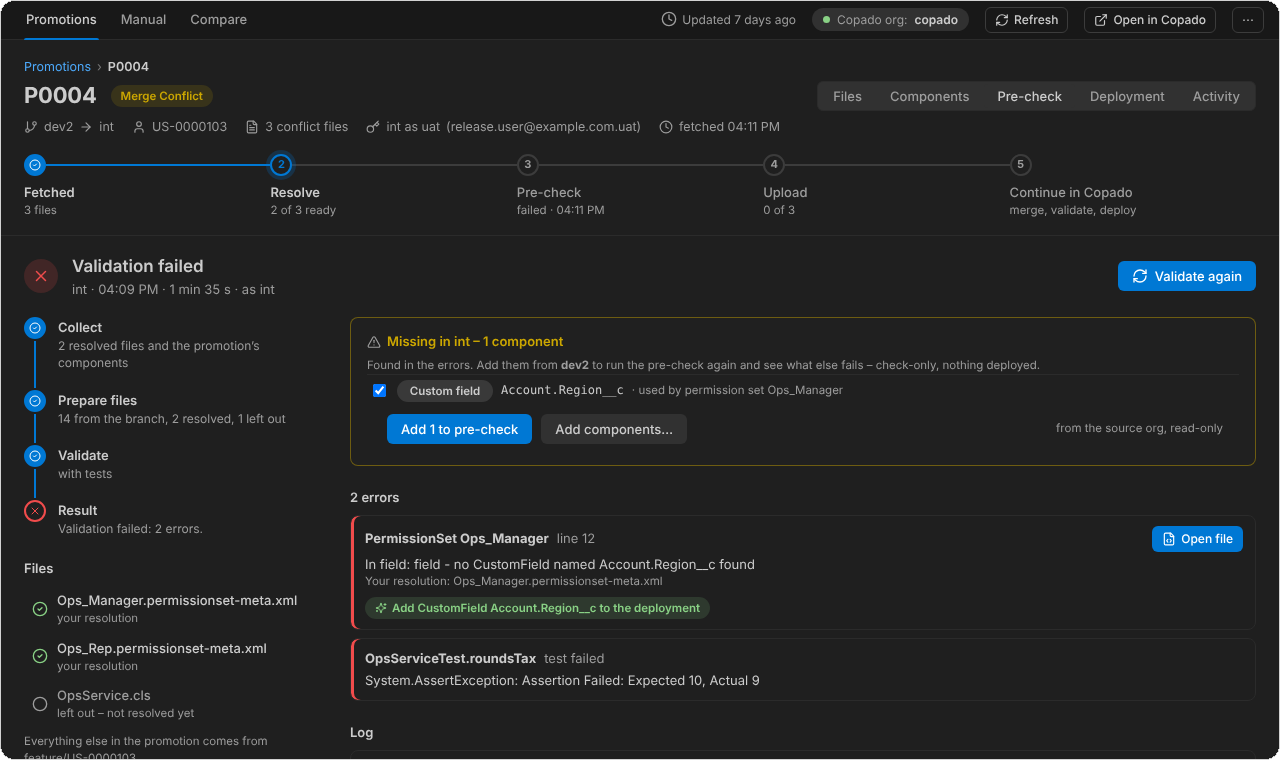 Promotions Manual Compare Updated 7 days ago Copado org: copado Refresh Open in Copado ...
Promotions › P0004
P0004 Merge Conflict Files Components Pre-check Deployment Activity
dev2 → int US-0000103 3 conflict files int as uat (release.user@example.com.uat) fetched 04:11 PM
2 3 4 5
Fetched Resolve Pre-check Upload Continue in Copado
3 files 2 of 3 ready failed · 04:11 PM 0 of 3 merge, validate, deploy
Validation failed
int · 04:09 PM · 1 min 35 s · as int
Validate again
Collect
2 resolved files and the promotion's
components
Prepare files
14 from the branch, 2 resolved, 1 left out
Validate
with tests
Result
Validation failed: 2 errors.
Files
Ops_Manager.permissionset-meta.xml
your resolution
Ops_Rep.permissionset-meta.xml
your resolution
OpsService.cls
left out – not resolved yet
Everything else in the promotion comes from
feature/US-0000103
Missing in int – 1 component
Found in the errors. Add them from dev2 to run the pre-check again and see what else fails – check-only, nothing deployed.
Custom field Account.Region__c · used by permission set Ops_Manager
Add 1 to pre-check Add components... from the source org, read-only
2 errors
PermissionSet Ops_Manager line 12
Open file
In field: field - no CustomField named Account.Region__c found
Your resolution: Ops_Manager.permissionset-meta.xml
Add CustomField Account.Region__c to the deployment
OpsServiceTest.roundsTax test failed
System.AssertException: Assertion Failed: Expected 10, Actual 9
Log